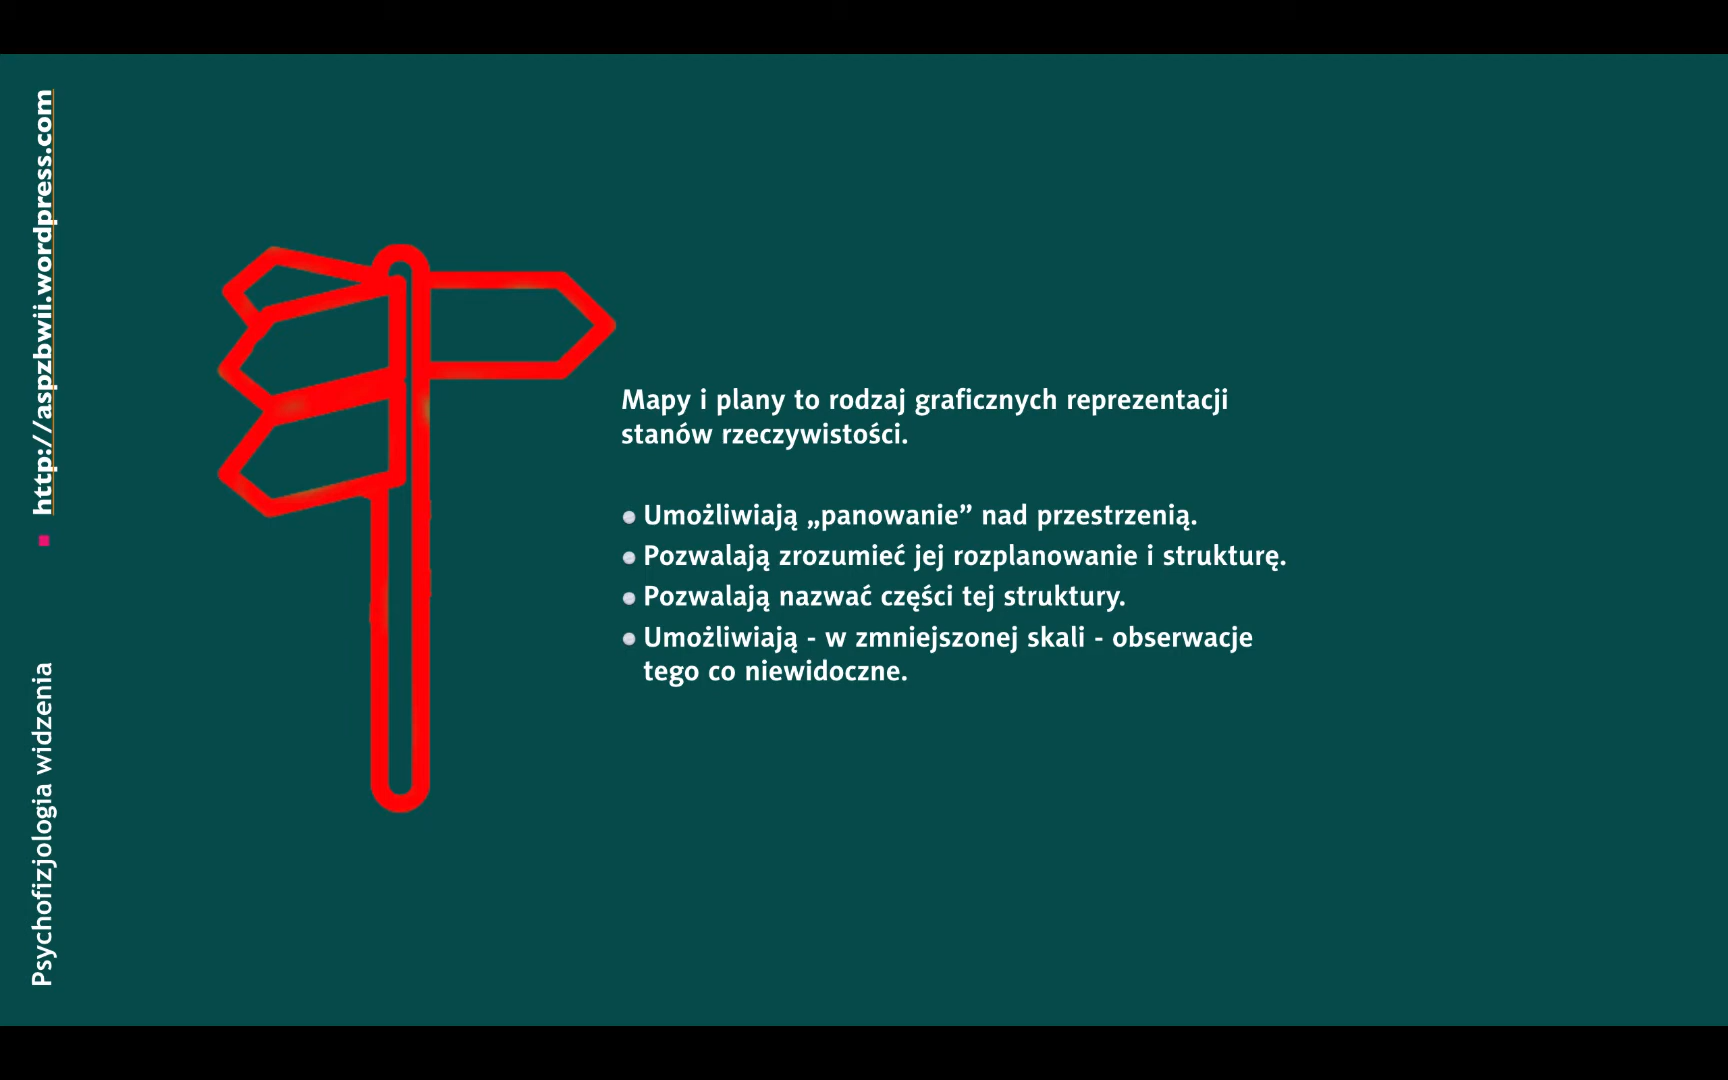 http://aspzbwii.wordpress.com
Psychofizjologia widzenia
Mapy i plany to rodzaj graficznych reprezentacji
stanów rzeczywistości.
Umożliwiają „panowanie” nad przestrzenią.
Pozwalają zrozumieć jej rozplanowanie i strukturę.
Pozwalają nazwać części tej struktury.
Umożliwiają - w zmniejszonej skali - obserwacje
tego co niewidoczne.